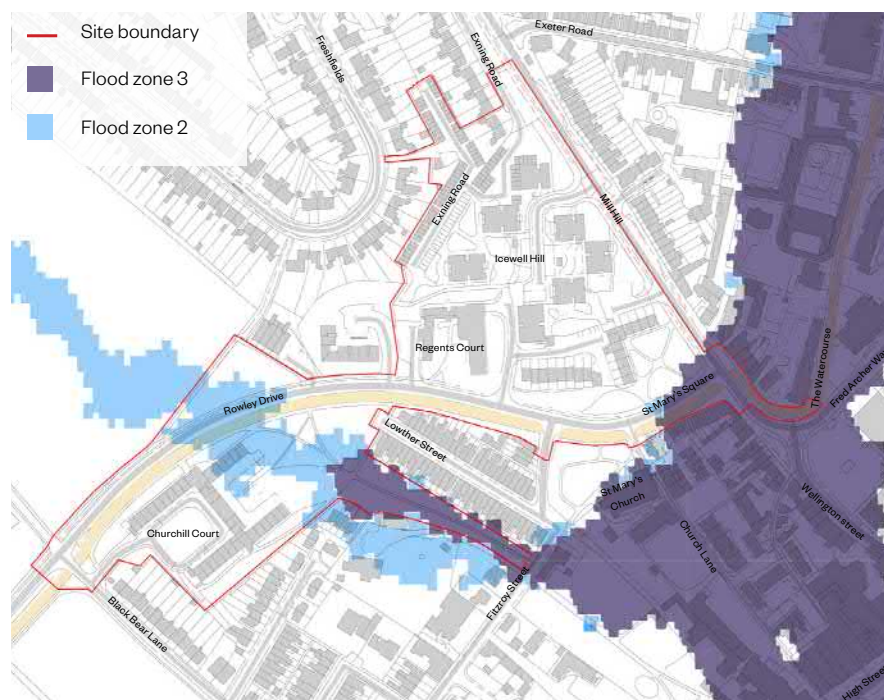 Site boundary
Flood zone 3
Flood zone 2
Freshfields
Exning Road
Exeter Road
Exning Road
Mill Hill
Icewell Hill
Regents Court
Rowley Drive
St Mary's Square
The Watercourse
Fred Archer Wa
Lowther Street
St Mary's
Church
Wellington street
Church Lane
Churchill Court
Fitzroy Street
Black Bear Lane
High Street